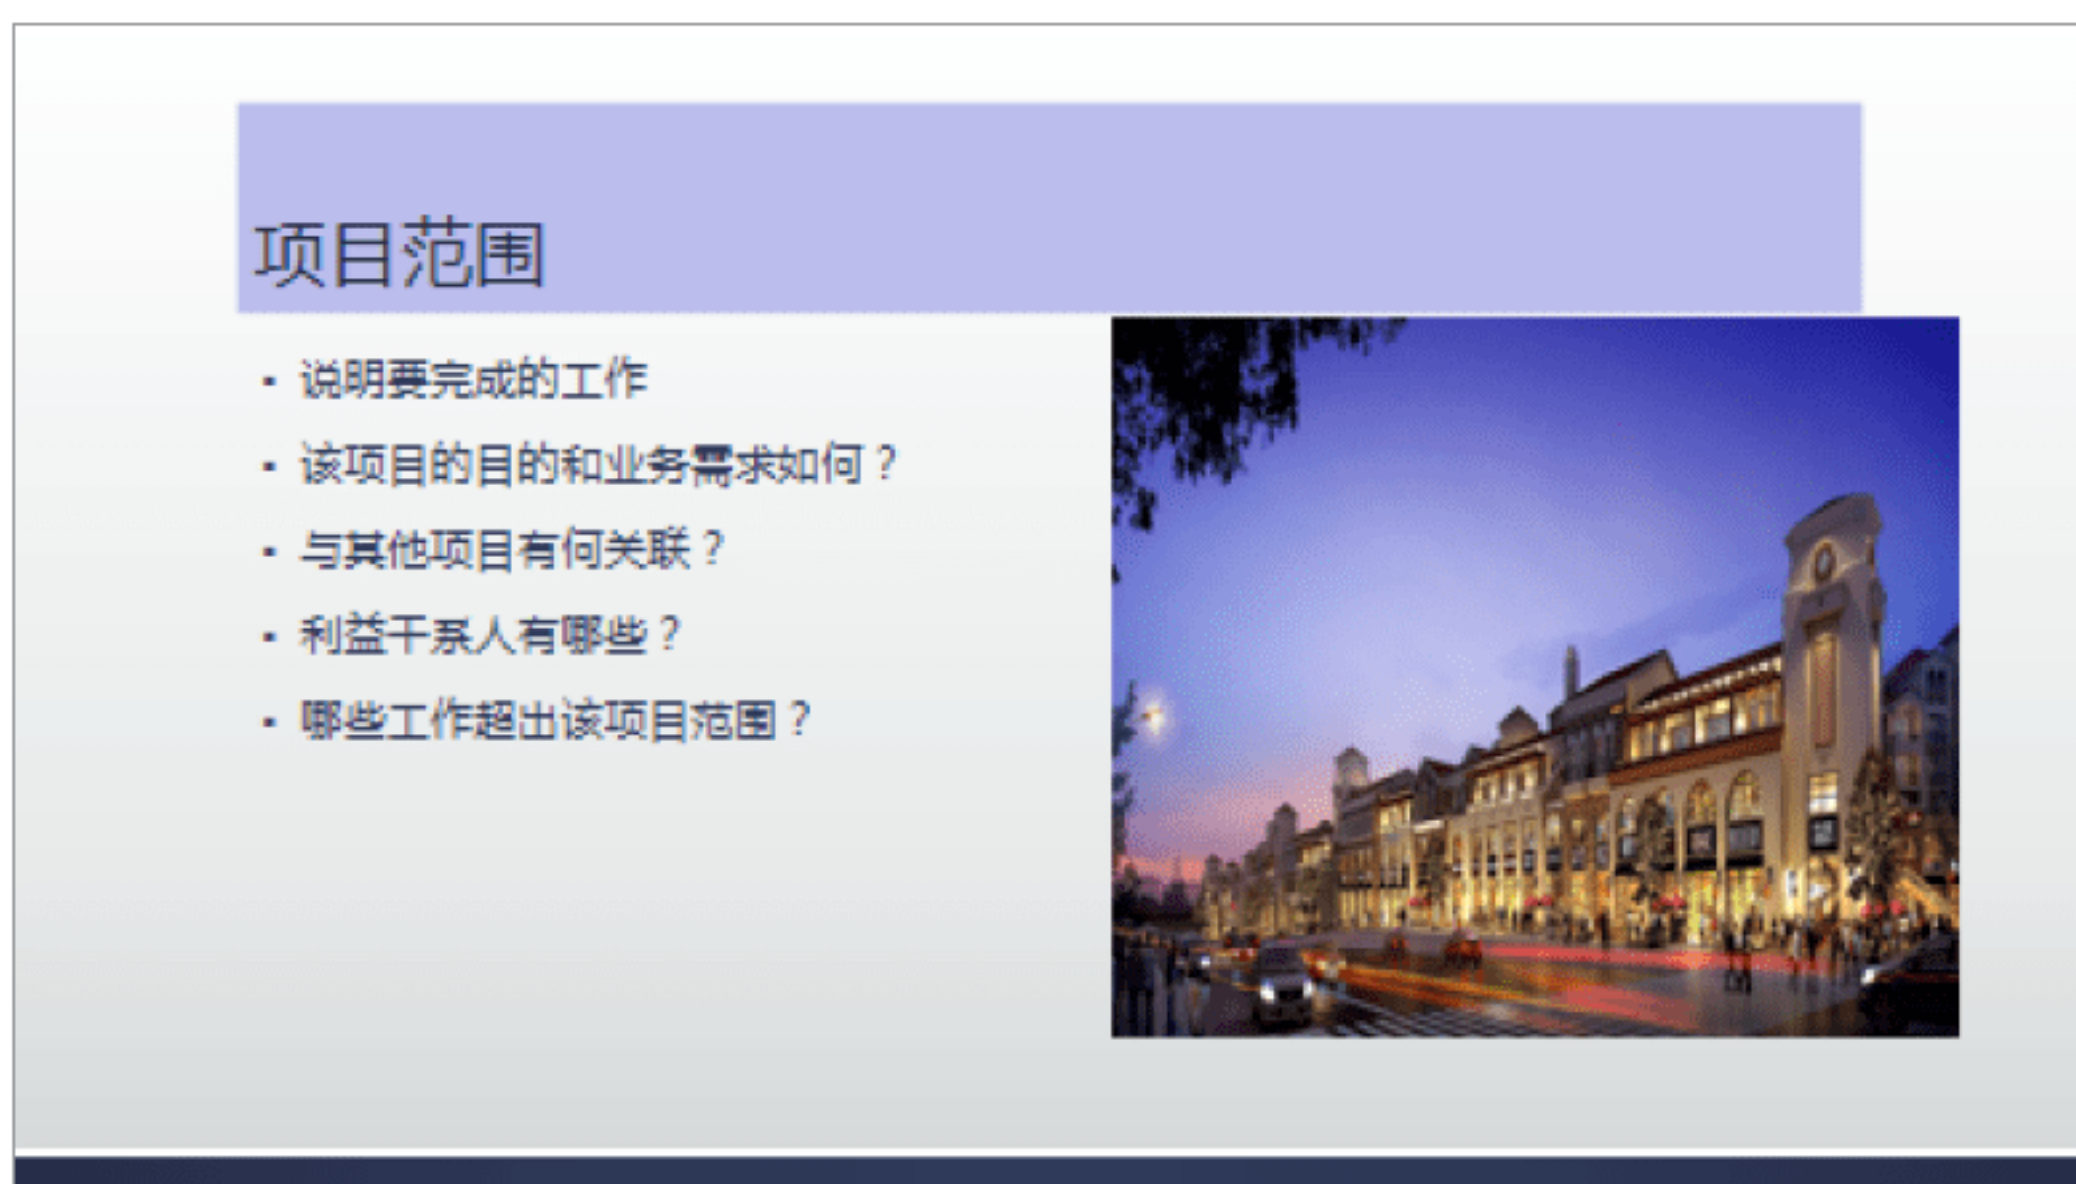 项目范围
▪ 说明要完成的工作
▪ 该项目的目的和业务需求如何？
▪ 与其他项目有何关联？
▪ 利益干系人有哪些？
▪ 哪些工作超出该项目范围？